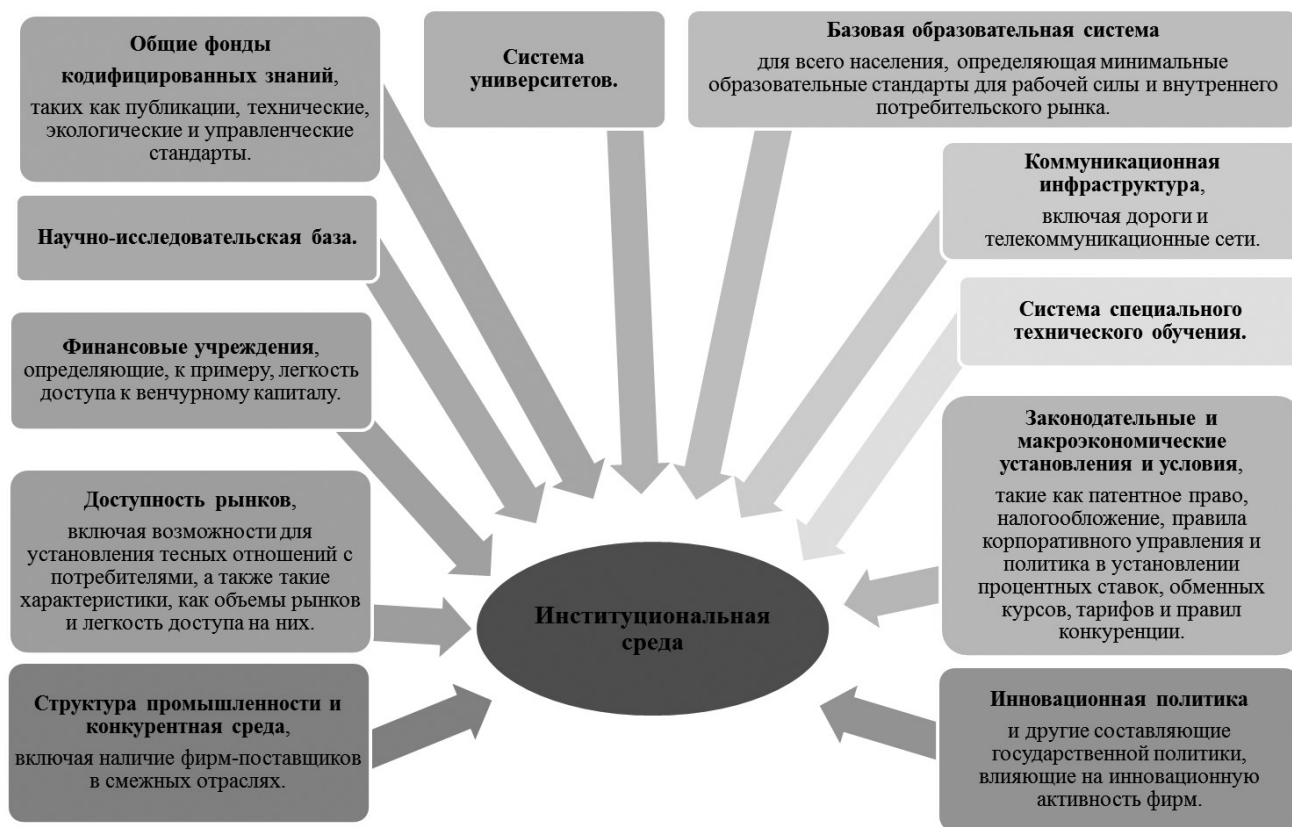 Общие фонды
кодифицированных знаний,
таких как публикации, технические,
экологические и управленческие
стандарты.
Система
университетов.
Базовая образовательная система
для всего населения, определяющая минимальные
образовательные стандарты для рабочей силы и внутреннего
потребительского рынка.
Научно-исследовательская база.
Коммуникационная
инфраструктура,
включая дороги и
телекоммуникационные сети.
Финансовые учреждения,
определяющие, к примеру, легкость
доступа к венчурному капиталу.
Система специального
технического обучения.
Доступность рынков,
включая возможности для
установления тесных отношений с
потребителями, а также такие
характеристики, как объемы рынков
и легкость доступа на них.
Законодательные и
макроэкономические
установления и условия,
такие как патентное право,
налогообложение, правила
корпоративного управления и
политика в установлении
процентных ставок, обменных
курсов, тарифов и правил
конкуренции.
Институциональная
среда
Структура промышленности и
конкурентная среда,
включая наличие фирм-поставщиков
в смежных отраслях.
Инновационная политика
и другие составляющие
государственной политики,
влияющие на инновационную
активность фирм.